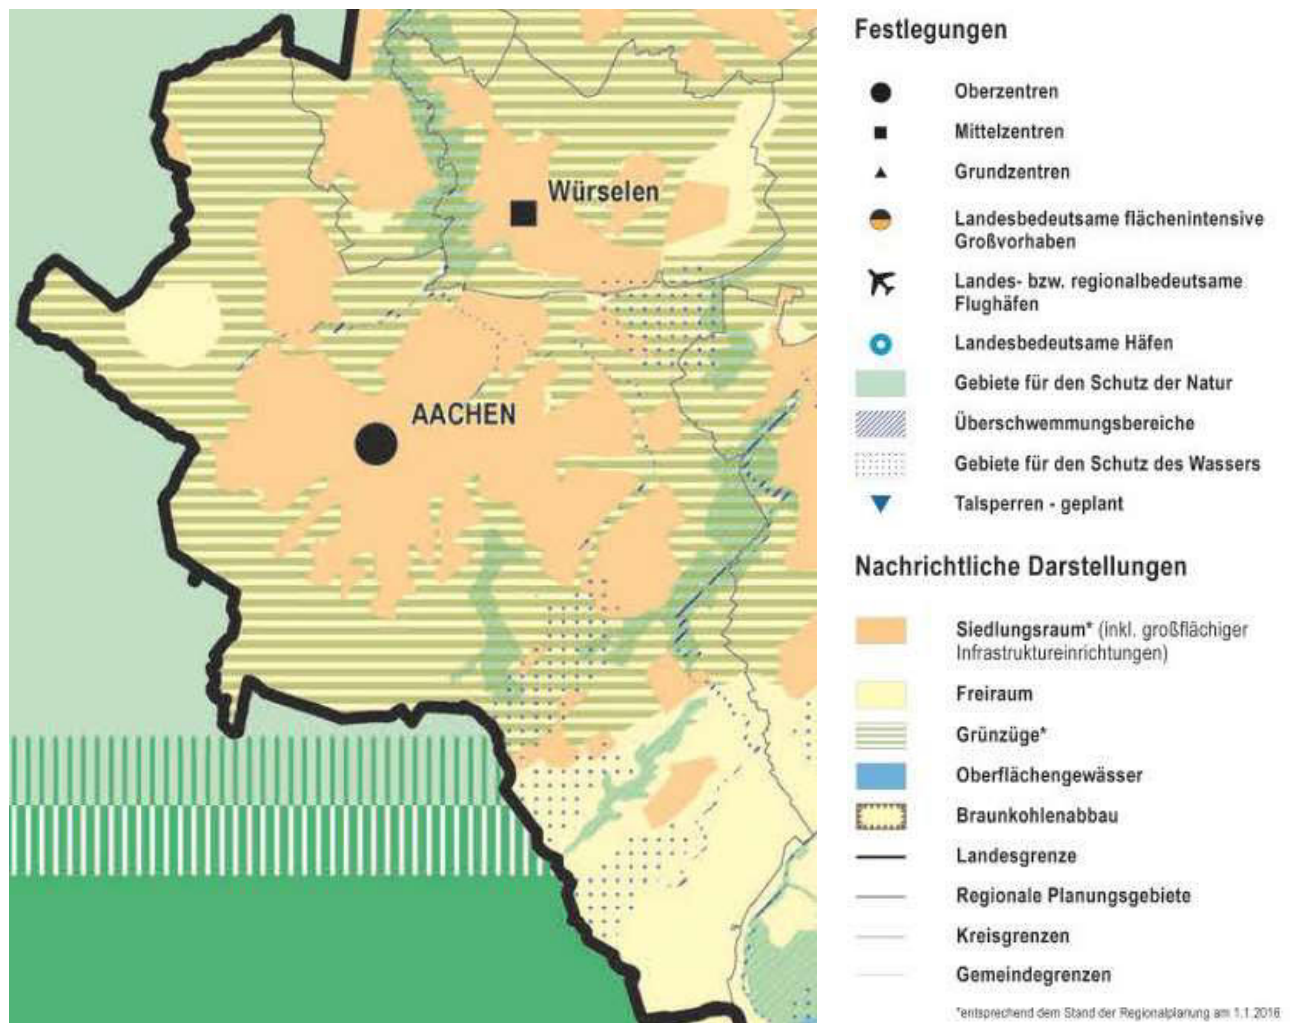 Würselen
AACHEN
Festlegungen
Oberzentren
Mittelzentren
Grundzentren
Landesbedeutsame flächenintensive
Großvorhaben
Landes- bzw. regionalbedeutsame
Flughäfen
Landesbedeutsame Häfen
Gebiete für den Schutz der Natur
Überschwemmungsbereiche
Gebiete für den Schutz des Wassers
Talsperren - geplant
Nachrichtliche Darstellungen
Siedlungsraum* (inkl. großflächiger
Infrastruktureinrichtungen)
Freiraum
Grünzüge*
Oberflächengewässer
Braunkohlenabbau
Landesgrenze
Regionale Planungsgebiete
Kreisgrenzen
Gemeindegrenzen
*entsprechend dem Stand der Regionalplanung am 1.1.2016